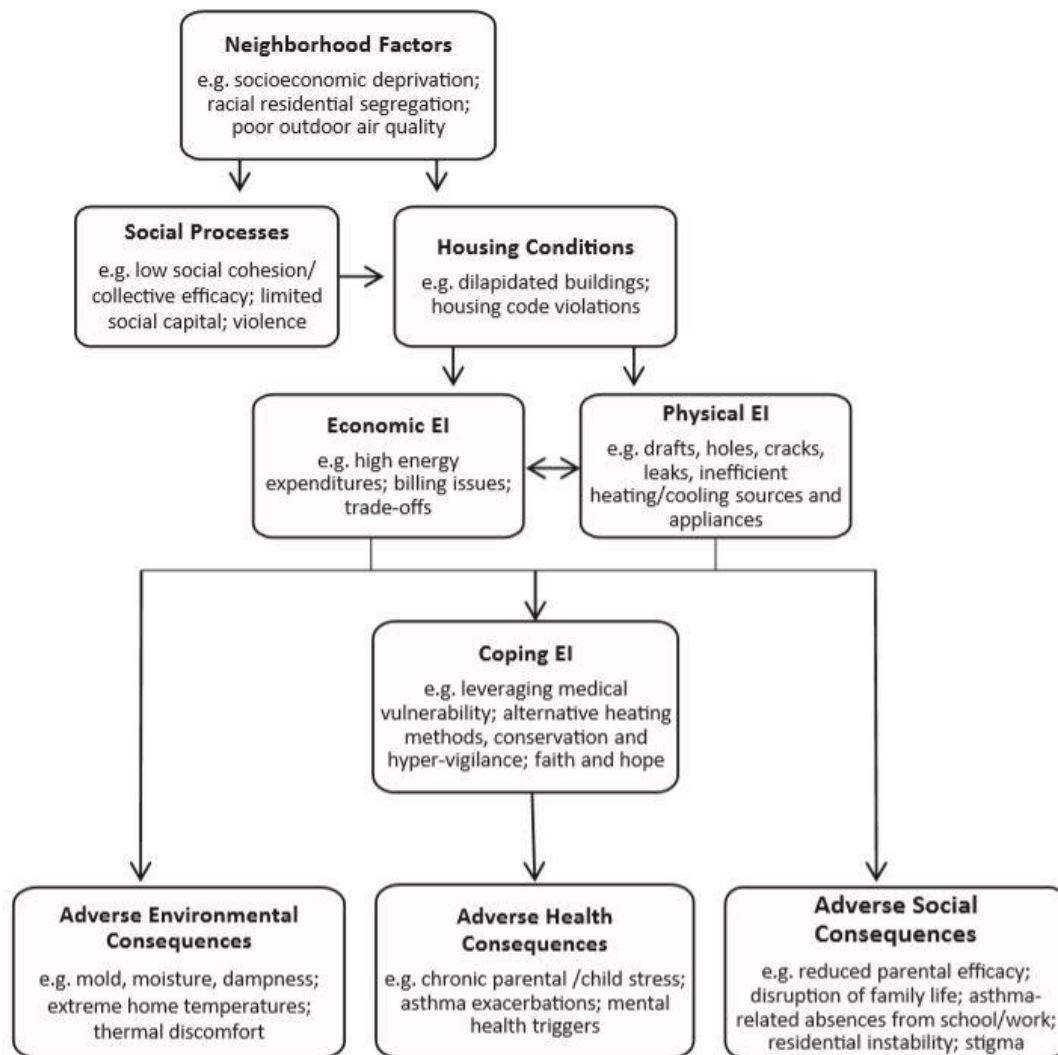 Neighborhood Factors
e.g. socioeconomic deprivation;
racial residential segregation;
poor outdoor air quality
Social Processes
e.g. low social cohesion/
collective efficacy; limited
social capital; violence
Housing Conditions
e.g. dilapidated buildings;
housing code violations
Economic EI
e.g. high energy
expenditures; billing issues;
trade-offs
Physical EI
e.g. drafts, holes, cracks,
leaks, inefficient
heating/cooling sources and
appliances
Coping EI
e.g. leveraging medical
vulnerability; alternative heating
methods, conservation and
hyper-vigilance; faith and hope
Adverse Environmental
Consequences
e.g. mold, moisture, dampness;
extreme home temperatures;
thermal discomfort
Adverse Health
Consequences
e.g. chronic parental /child stress;
asthma exacerbations; mental
health triggers
Adverse Social
Consequences
e.g. reduced parental efficacy;
disruption of family life; asthma-
related absences from school/work;
residential instability; stigma